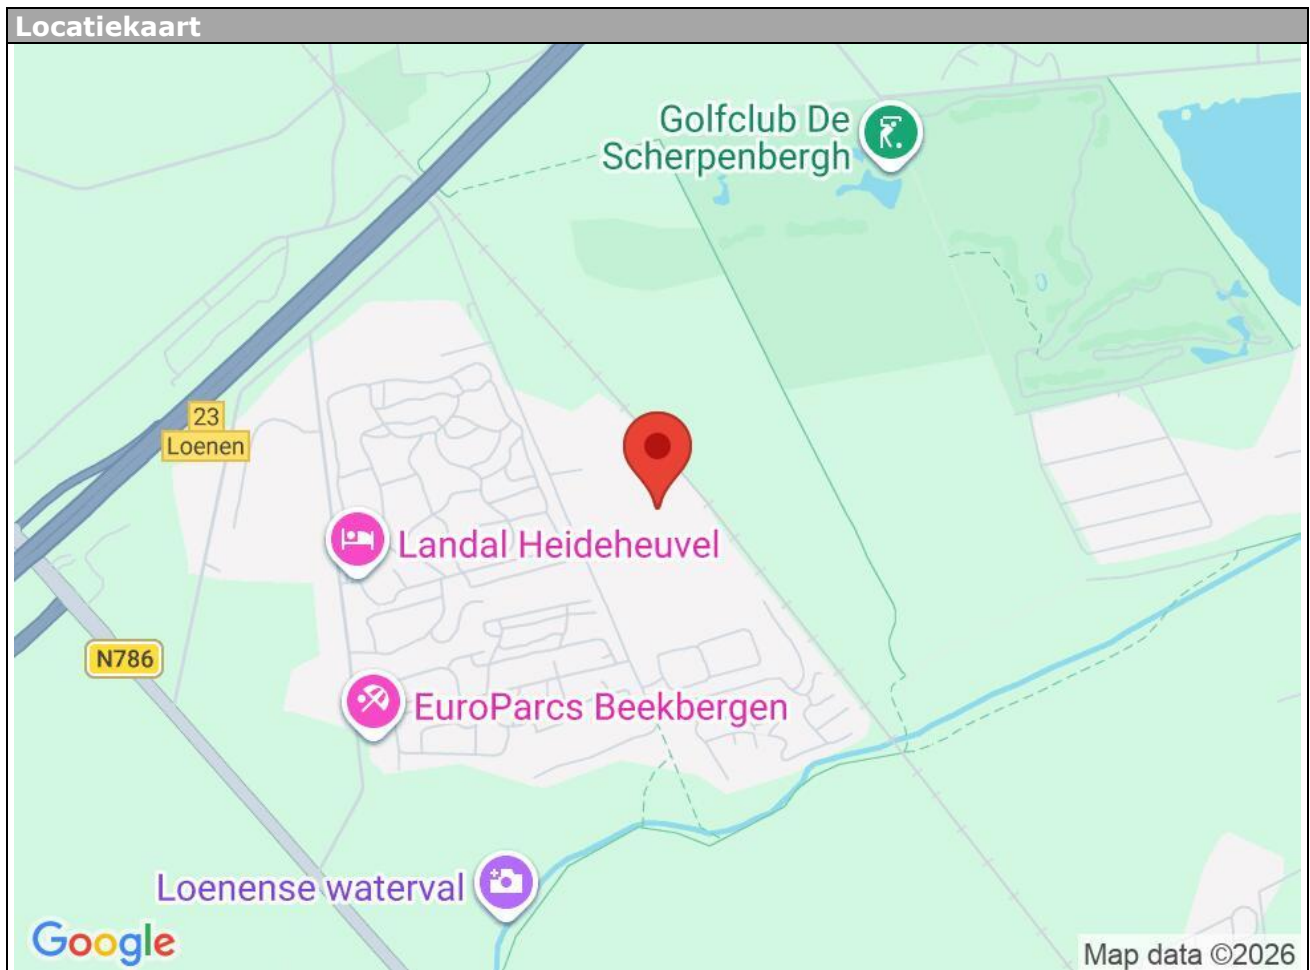 Locatiekaart
Golfclub De
Scherpenbergh
23
Loenen
Landal Heideheuvel
N786
EuroParcs Beekbergen
Loenense waterval
Google
Map data ©2026